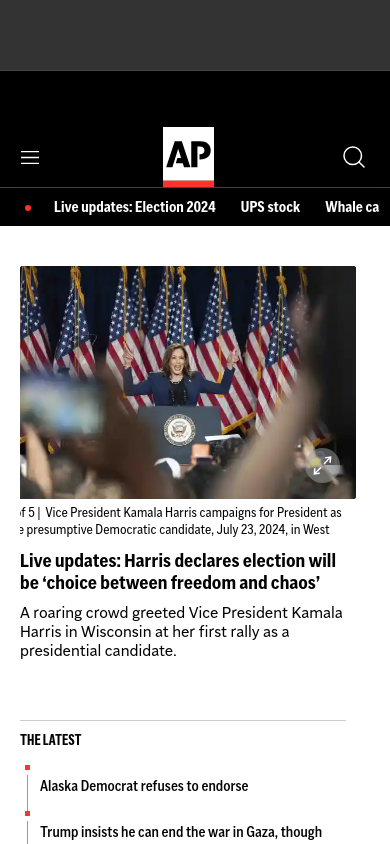 AP
Live updates: Election 2024 UPS stock Whale ca
of 5 | Vice President Kamala Harris campaigns for President as
e presumptive Democratic candidate, July 23, 2024, in West
Live updates: Harris declares election will
be ‘choice between freedom and chaos’
A roaring crowd greeted Vice President Kamala
Harris in Wisconsin at her first rally as a
presidential candidate.
THE LATEST
Alaska Democrat refuses to endorse
Trump insists he can end the war in Gaza, though